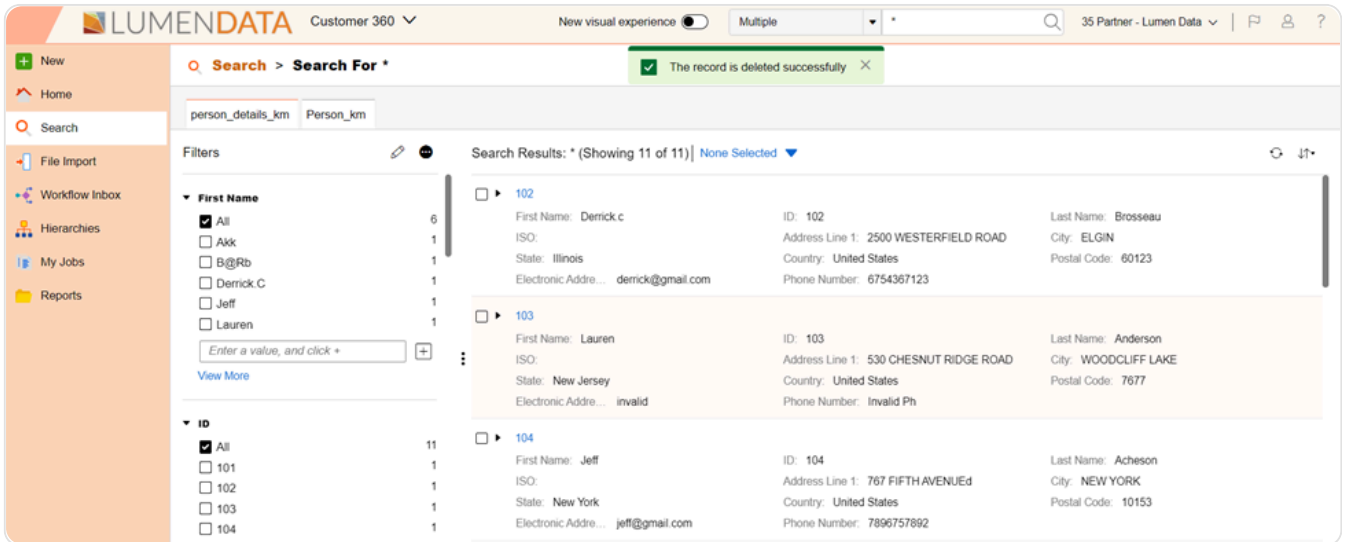 LUMENDATA Customer 360 New visual experience Multiple * 35 Partner - Lumen Data ?
New
Home
Search
File Import
Workflow Inbox
Hierarchies
My Jobs
Reports
Search > Search For *
The record is deleted successfully
person_details_km Person_km
Filters
First Name
All 6
Akk 1
B@Rb 1
Derrick.C 1
Jeff 1
Lauren 1
Enter a value, and click +
View More
ID
All 11
101 1
102 1
103 1
104 1
Search Results: * (Showing 11 of 11) None Selected
102
First Name: Derrick.c ID: 102 Last Name: Brosseau
ISO: Address Line 1: 2500 WESTERFIELD ROAD City: ELGIN
State: Illinois Country: United States Postal Code: 60123
Electronic Addre... derrick@gmail.com Phone Number: 6754367123
103
First Name: Lauren ID: 103 Last Name: Anderson
ISO: Address Line 1: 530 CHESNUT RIDGE ROAD City: WOODCLIFF LAKE
State: New Jersey Country: United States Postal Code: 7677
Electronic Addre... invalid Phone Number: Invalid Ph
104
First Name: Jeff ID: 104 Last Name: Acheson
ISO: Address Line 1: 767 FIFTH AVENUEd City: NEW YORK
State: New York Country: United States Postal Code: 10153
Electronic Addre... jeff@gmail.com Phone Number: 7896757892